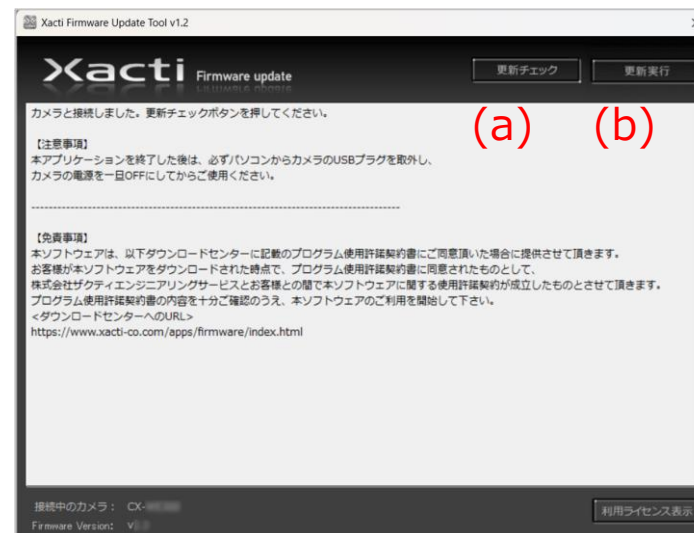 Xacti Firmware Update Tool v1.2
Xacti Firmware update
更新チェック
更新実行
(a)
(b)
カメラと接続しました。更新チェックボタンを押してください。
【注意事項】
本アプリケーションを終了した後は、必ずパソコンからカメラのUSBプラグを取外し、
カメラの電源を一旦OFFにしてからご使用ください。
--------------------------------------------------------------------------------
【免責事項】
本ソフトウェアは、以下ダウンロードセンターに記載のプログラム使用許諾契約書にご同意頂いた場合に提供させて頂きます。
お客様が本ソフトウェアをダウンロードされた時点で、プログラム使用許諾契約書に同意されたものとして、
株式会社ザクティエンジニアリングサービスとお客様との間で本ソフトウェアに関する使用許諾契約が成立したものとさせて頂きます。
プログラム使用許諾契約書の内容を十分ご確認のうえ、本ソフトウェアのご利用を開始して下さい。
<ダウンロードセンターへのURL>
https://www.xacti-co.com/apps/firmware/index.html
接続中のカメラ： CX-
Firmware Version: v
利用ライセンス表示